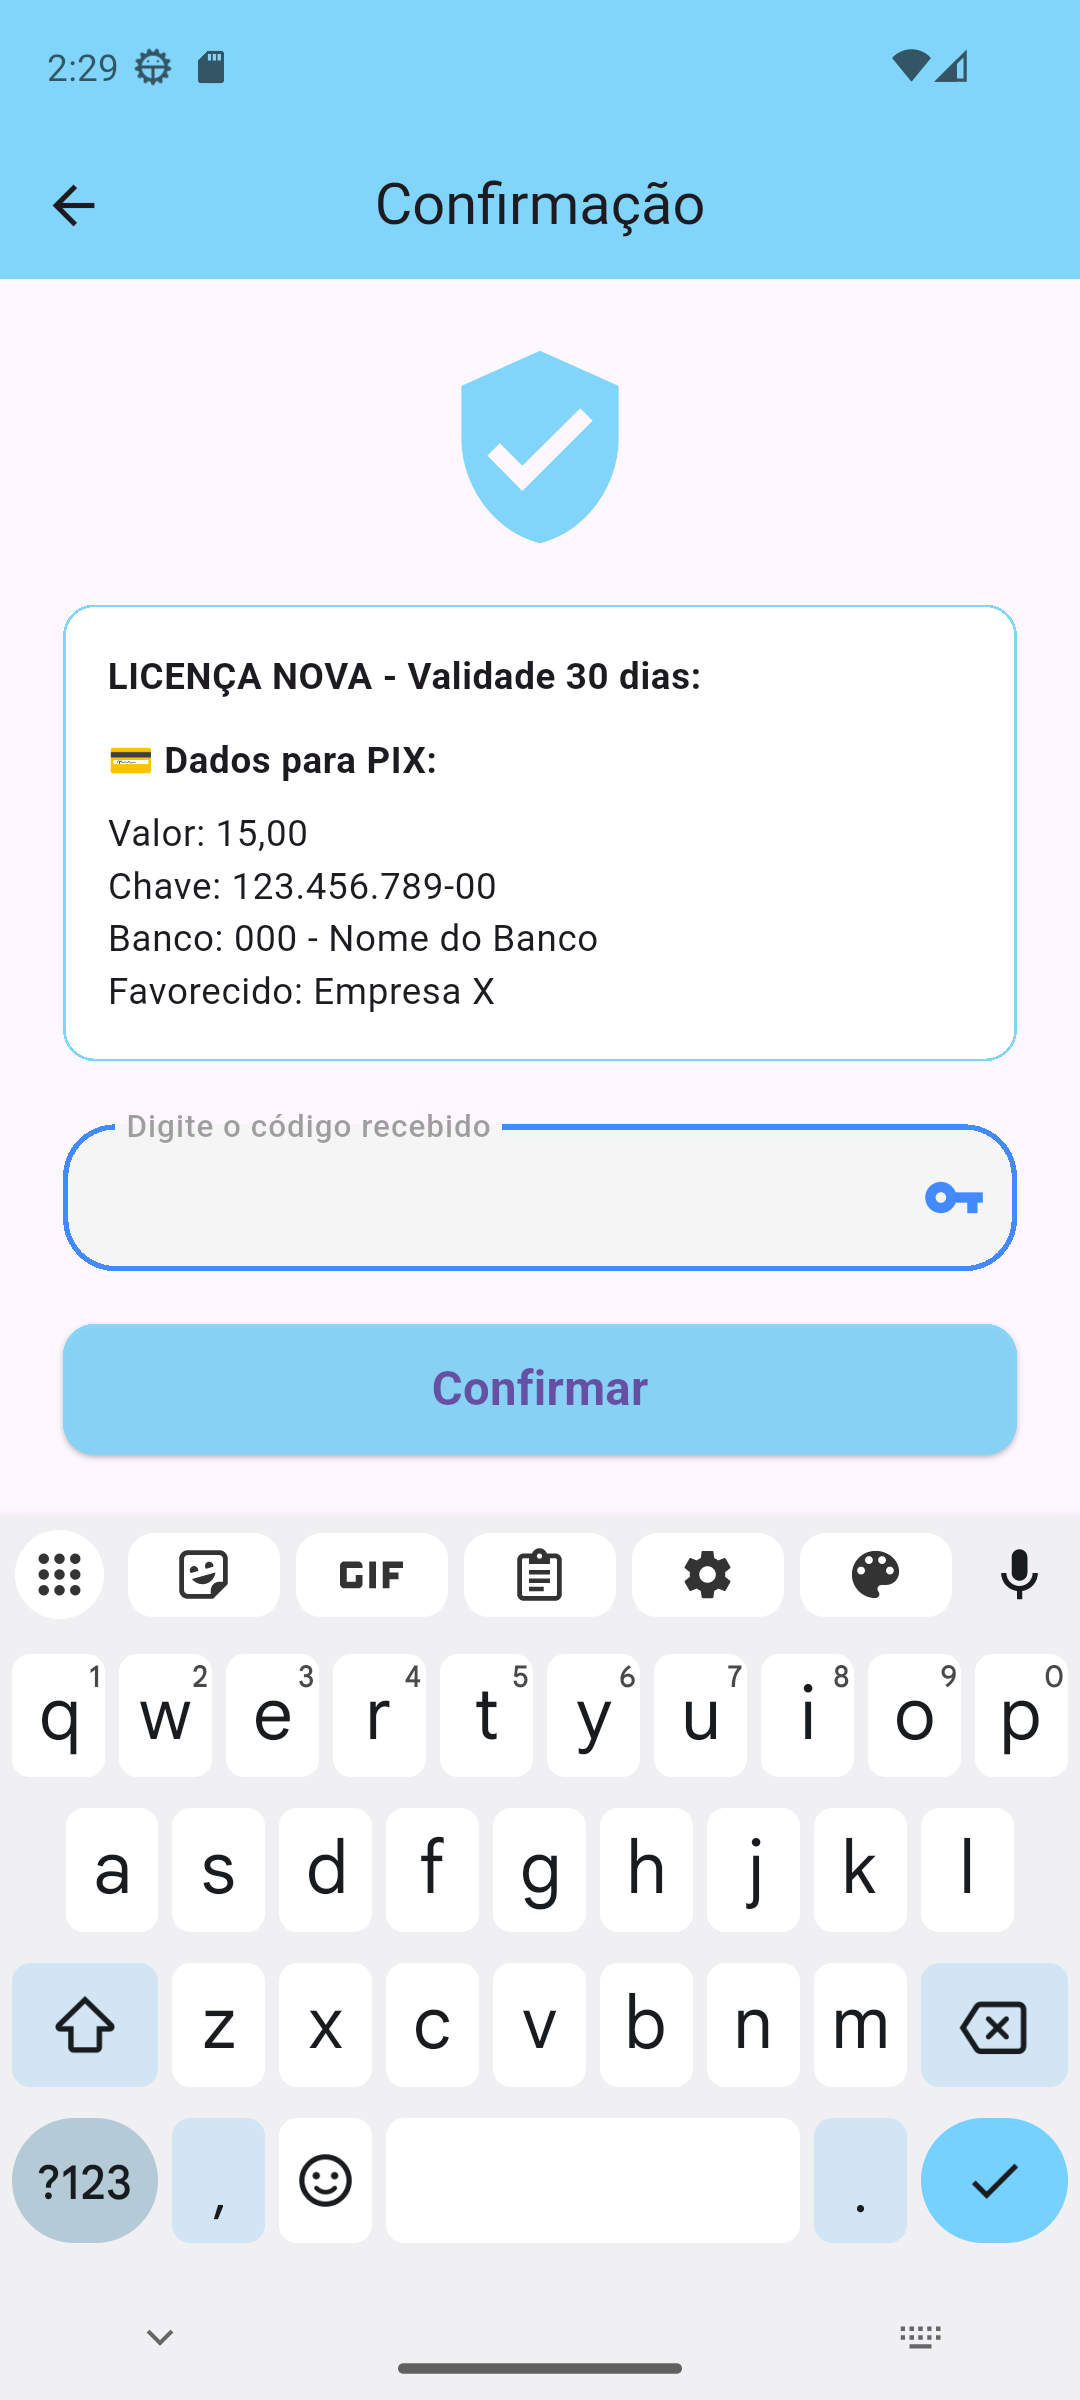 2:29
Confirmação
LICENÇA NOVA - Validade 30 dias:
💳 Dados para PIX:
Valor: 15,00
Chave: 123.456.789-00
Banco: 000 - Nome do Banco
Favorecido: Empresa X
Digite o código recebido
Confirmar
GIF
q1 w2 e3 r4 t5 y6 u7 i8 o9 p0
a s d f g h j k l
z x c v b n m
?123 , .